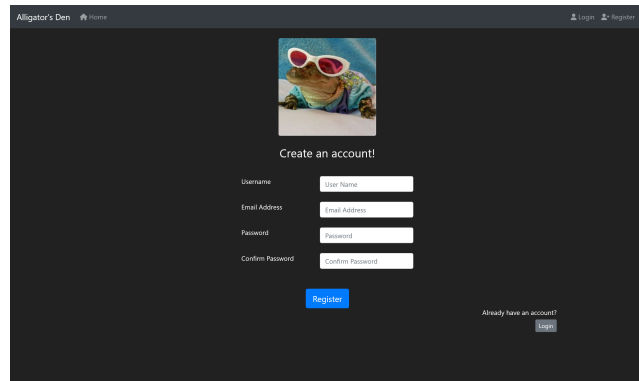 Alligator's Den Home Login Register
Create an account!
Username User Name
Email Address Email Address
Password Password
Confirm Password Confirm Password
Register
Already have an account?
Login